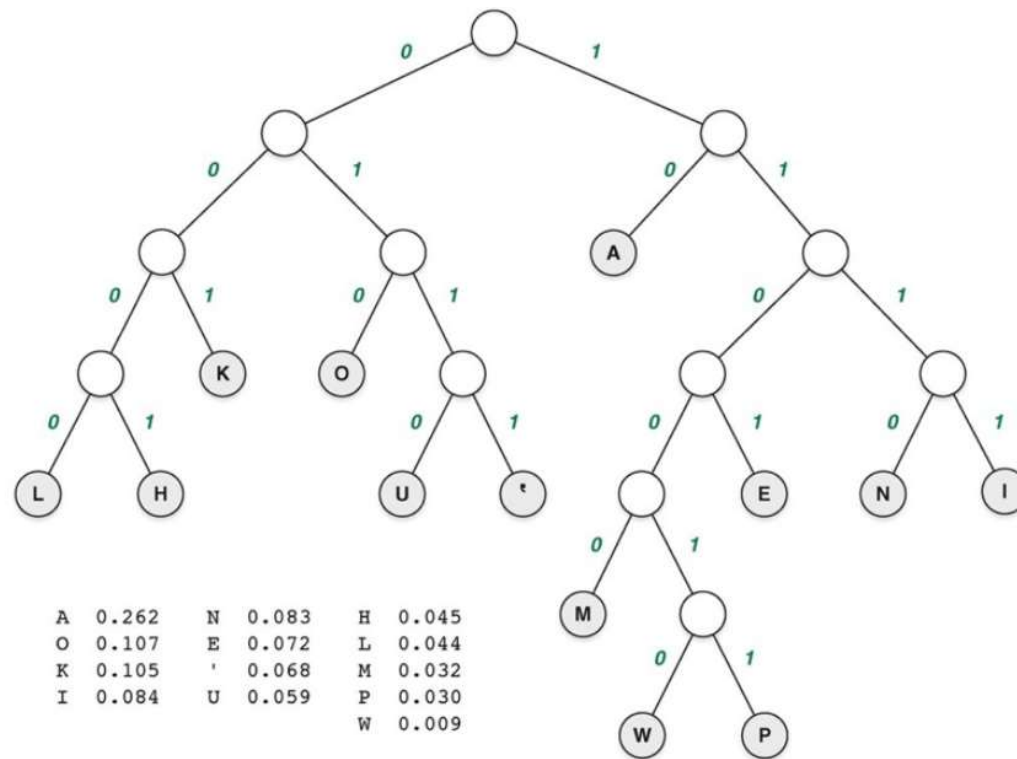 0 1
0 1 0 1
A
0 1 0 1 0 1
K O
0 1 0 1 0 1 0 1
L H U ʻ E N I
0 1
M
0 1
W P
A 0.262 N 0.083 H 0.045
O 0.107 E 0.072 L 0.044
K 0.105 ' 0.068 M 0.032
I 0.084 U 0.059 P 0.030
W 0.009